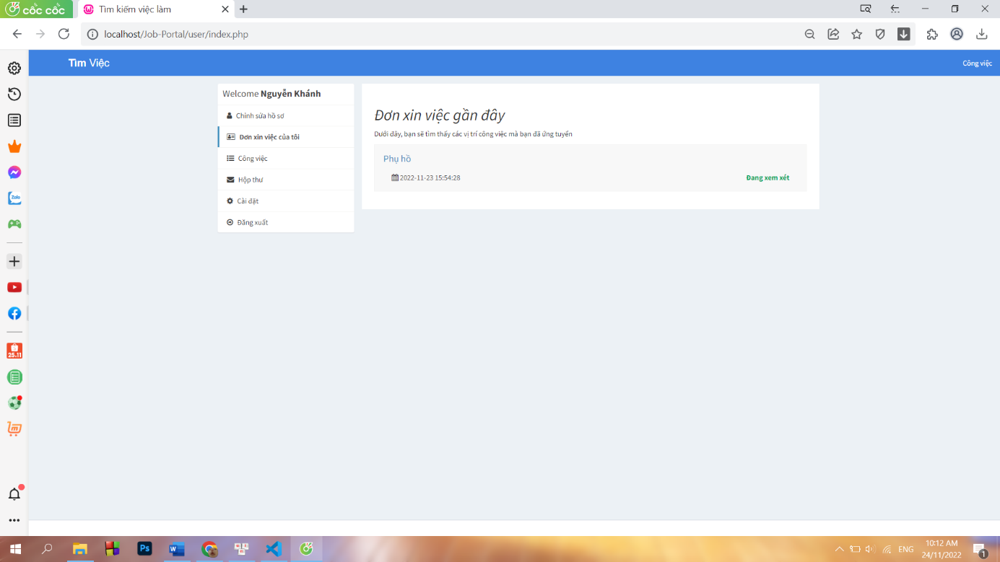 cốc cốc
Tìm kiếm việc làm
localhost/Job-Portal/user/index.php
Tìm Việc
Công việc
Welcome Nguyễn Khánh
Chỉnh sửa hồ sơ
Đơn xin việc của tôi
Công việc
Hộp thư
Cài đặt
Đăng xuất
Đơn xin việc gần đây
Dưới đây, bạn sẽ tìm thấy các vị trí công việc mà bạn đã ứng tuyển
Phụ hồ
2022-11-23 15:54:28
Đang xem xét
Zalo
25.11
Ps
W
ENG
10:12 AM
24/11/2022
1